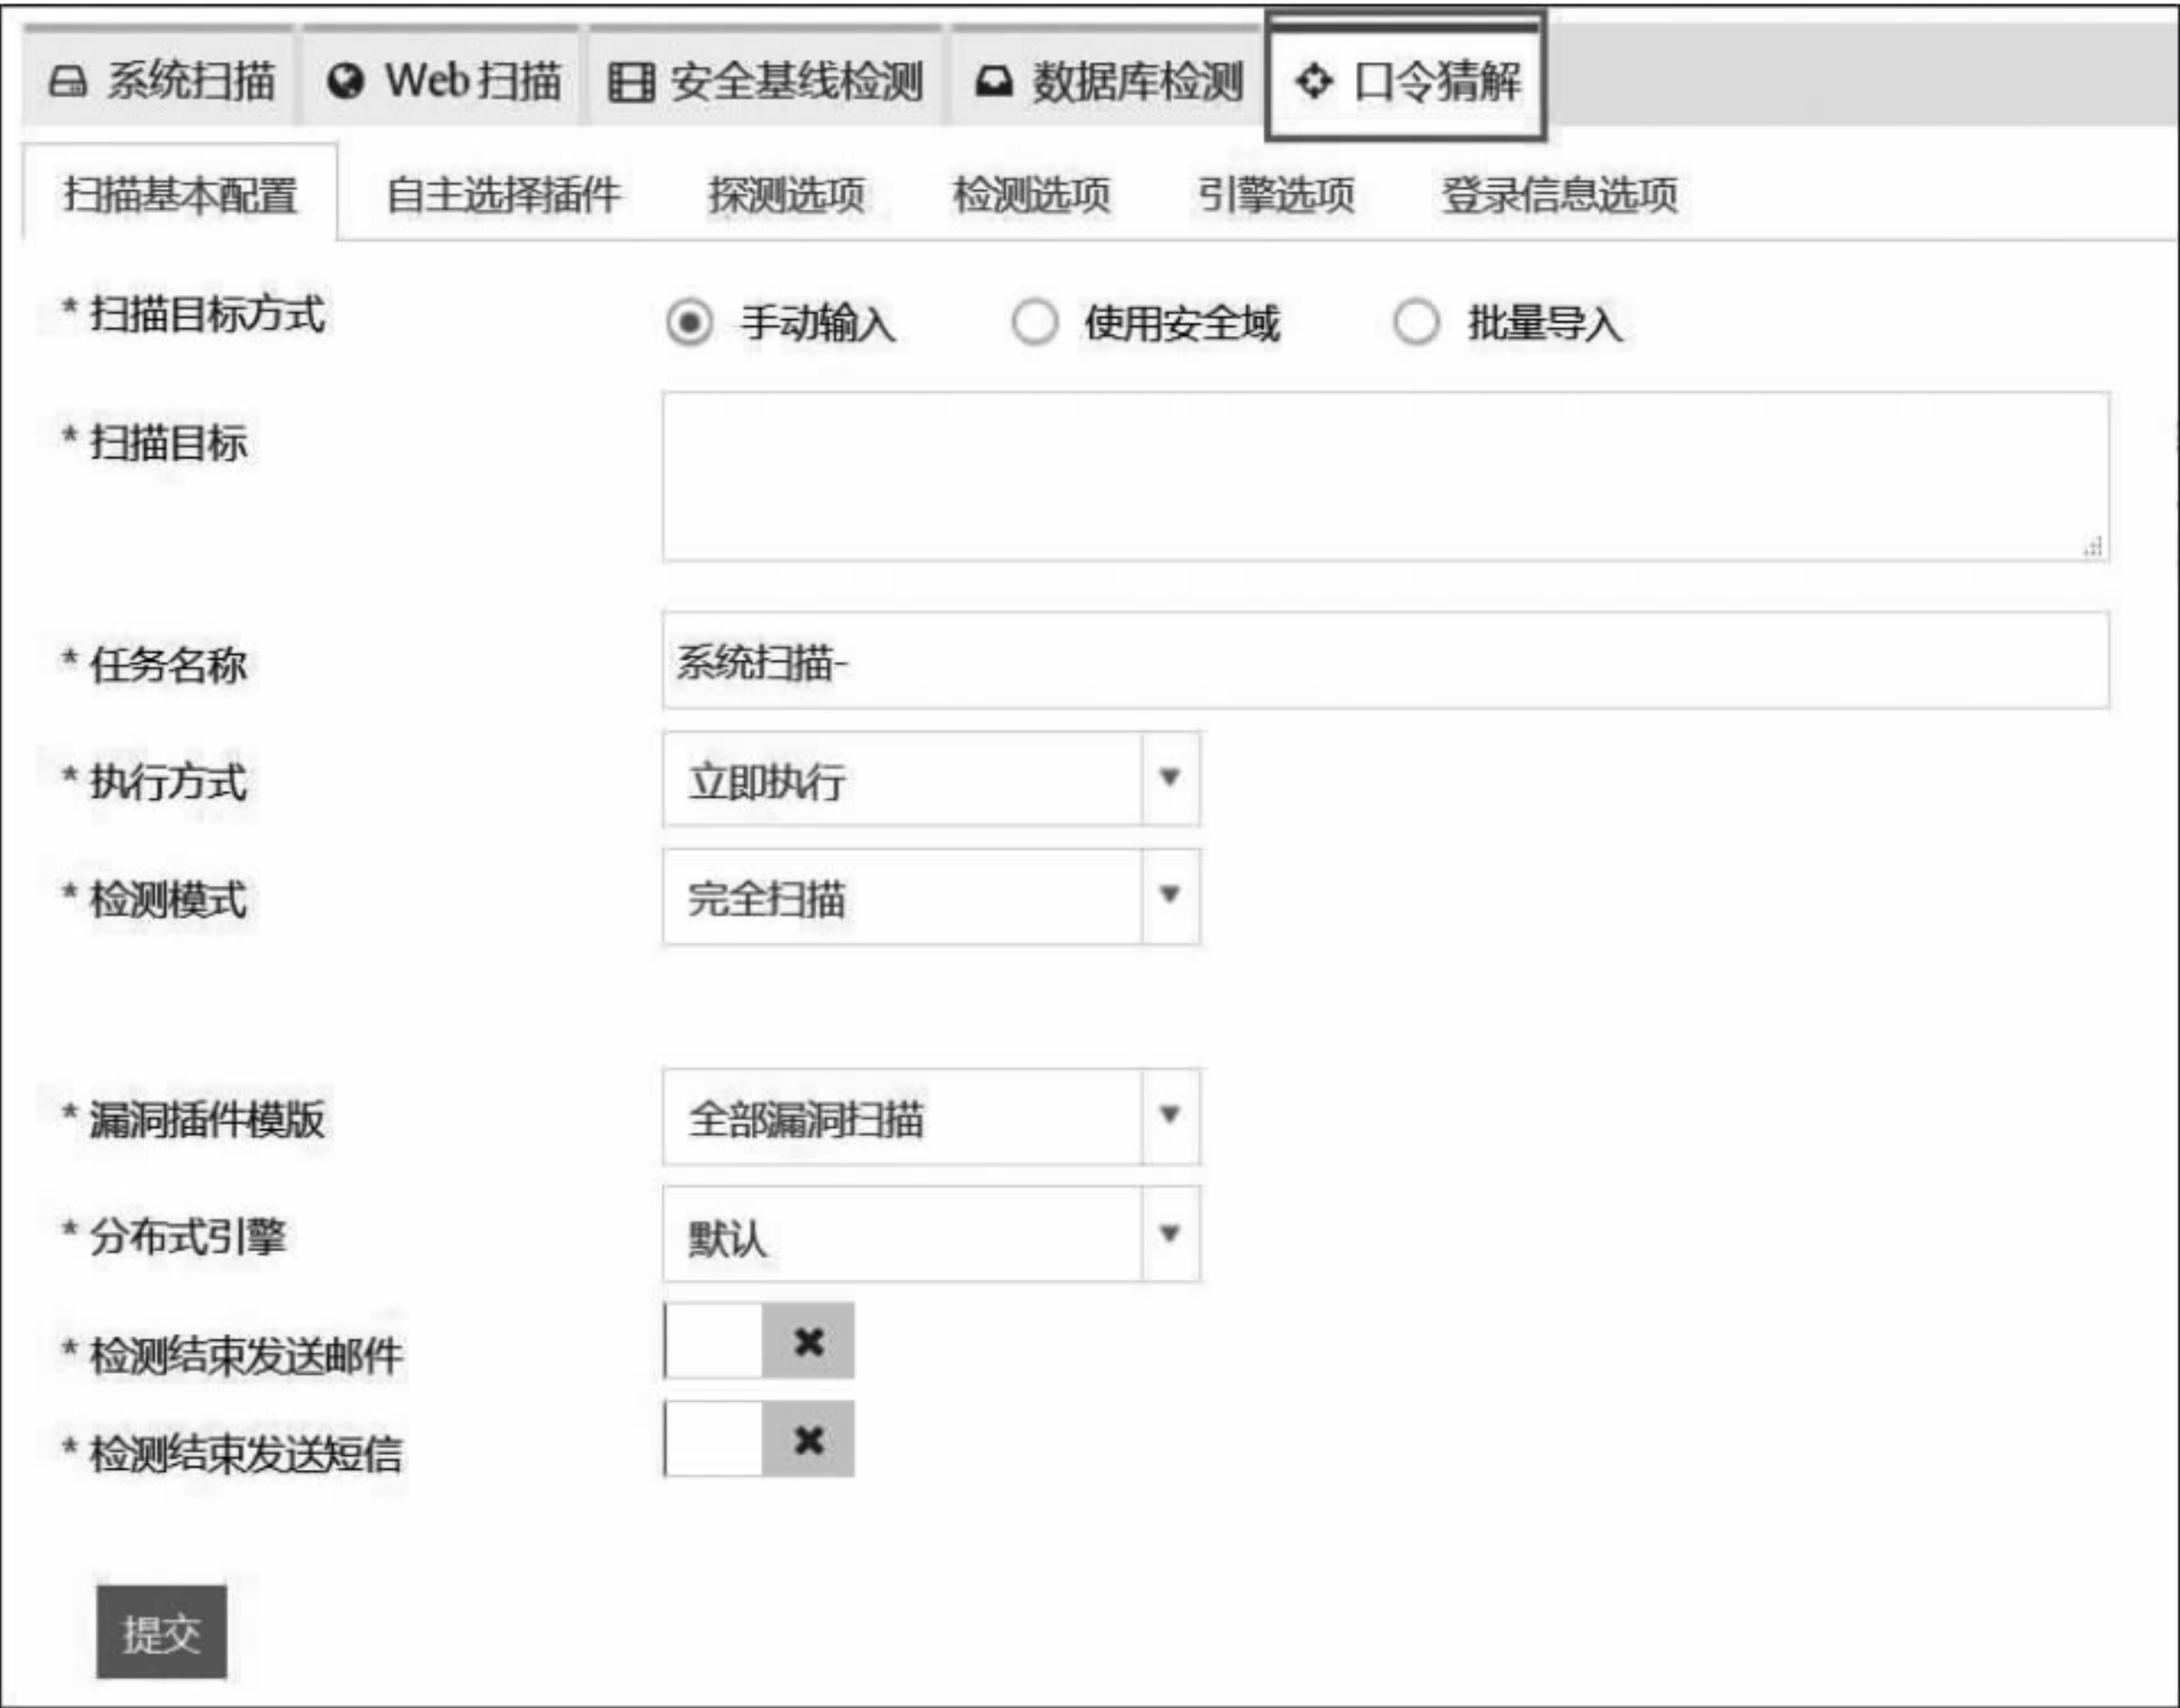 系统扫描 Web 扫描 安全基线检测 数据库检测 口令猜解
扫描基本配置 自主选择插件 探测选项 检测选项 引擎选项 登录信息选项
* 扫描目标方式 手动输入 使用安全域 批量导入
* 扫描目标
* 任务名称 系统扫描-
* 执行方式 立即执行
* 检测模式 完全扫描
* 漏洞插件模版 全部漏洞扫描
* 分布式引擎 默认
* 检测结束发送邮件
* 检测结束发送短信
提交